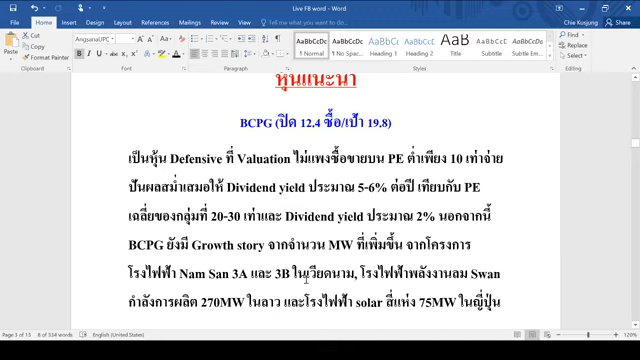 Live FB word - Word
Chie Kunjung
File Home Insert Design Layout References Mailings Review View Tell me what you want to do
Share
Cut
Copy
Format Painter
Paste
Clipboard
AngsanaUPC
Font
Paragraph
AaBbCcDc AaBbCcDc AaBbCc AaBbCcD AaB AaBbCcD AaBbCcDc
¶ Normal ¶ No Spac... Heading 1 Heading 2 Title Subtitle Subtle Em...
Styles
Find
Replace
Select
Editing
หุ้นแนะนำ
BCPG (ปิด 12.4 ซื้อ/เป้า 19.8)
เป็นหุ้น Defensive ที่ Valuation ไม่แพงซื้อขายบน PE ต่ำเพียง 10 เท่าจ่าย
ปันผลสม่ำเสมอให้ Dividend yield ประมาณ 5-6% ต่อปี เทียบกับ PE
เฉลี่ยของกลุ่มที่ 20-30 เท่าและ Dividend yield ประมาณ 2% นอกจากนี้
BCPG ยังมี Growth story จากจำนวน MW ที่เพิ่มขึ้น จากโครงการ
โรงไฟฟ้า Nam San 3A และ 3B ในเวียดนาม, โรงไฟฟ้าพลังงานลม Swan
กำลังการผลิต 270MW ในลาว และโรงไฟฟ้า solar สี่แห่ง 75MW ในญี่ปุ่น
Page 3 of 13 8 of 534 words English (United States)
120%